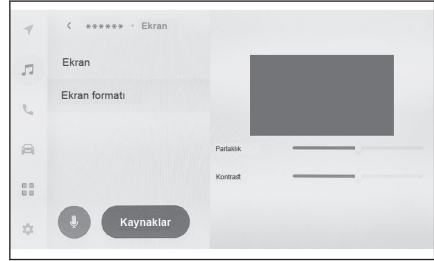 ****** · Ekran
Ekran
Ekran formatı
Parlaklık
Kontrast
Kaynaklar